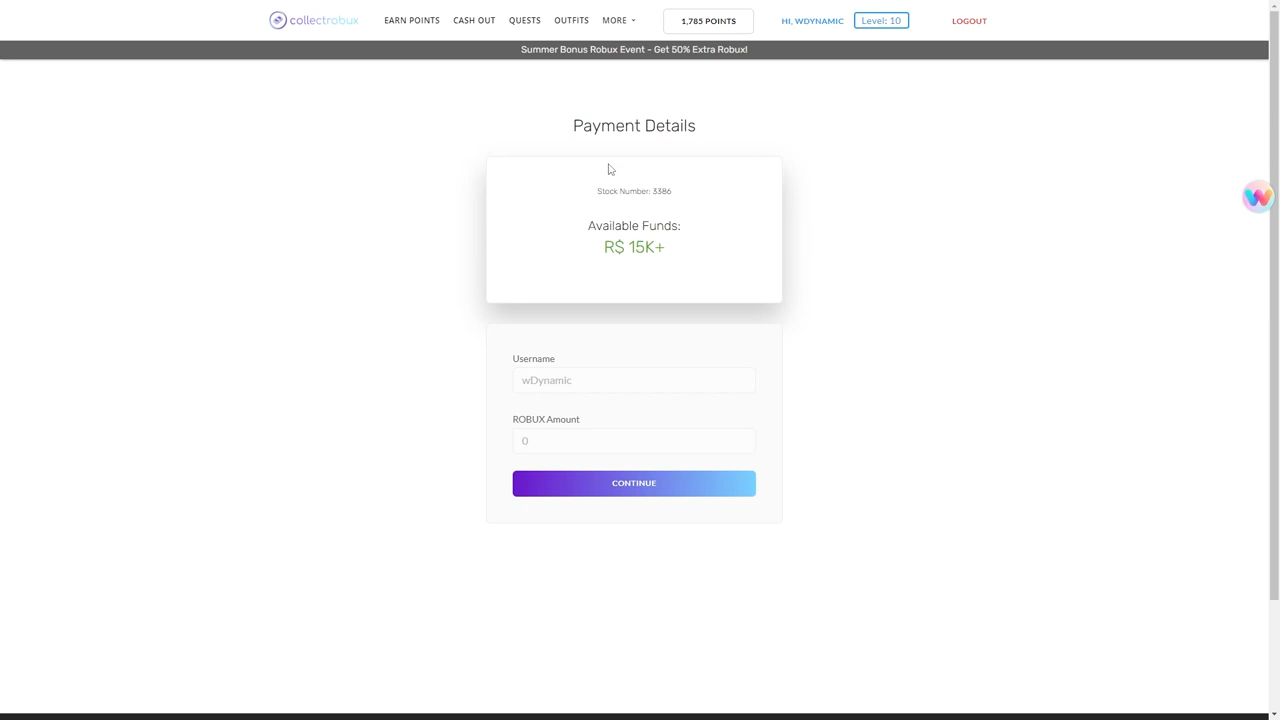 collectrobux EARN POINTS CASH OUT QUESTS OUTFITS MORE 1,785 POINTS HI, WDYNAMIC Level: 10 LOGOUT
Summer Bonus Robux Event - Get 50% Extra Robux!
Payment Details
Stock Number: 3386
Available Funds:
R$ 15K+
Username
wDynamic
ROBUX Amount
0
CONTINUE